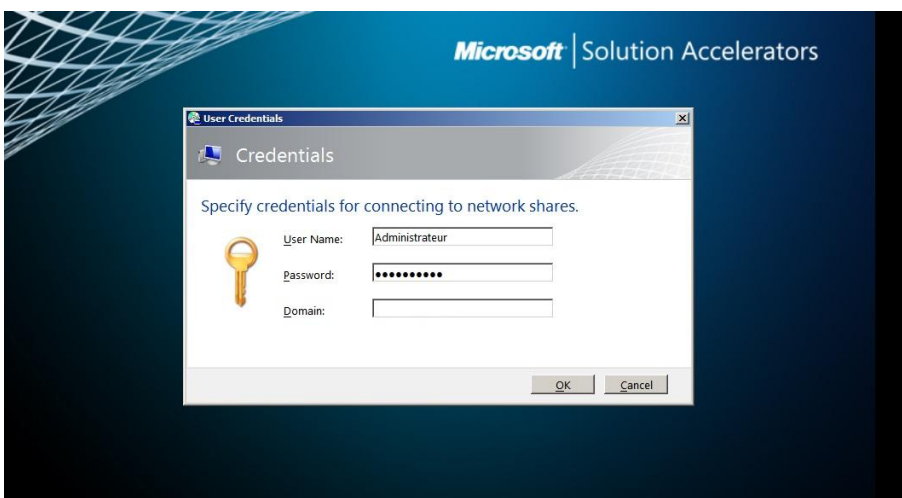 Microsoft Solution Accelerators
User Credentials
Credentials
Specify credentials for connecting to network shares.
User Name: Administrateur
Password: ●●●●●●●●●●
Domain:
OK Cancel